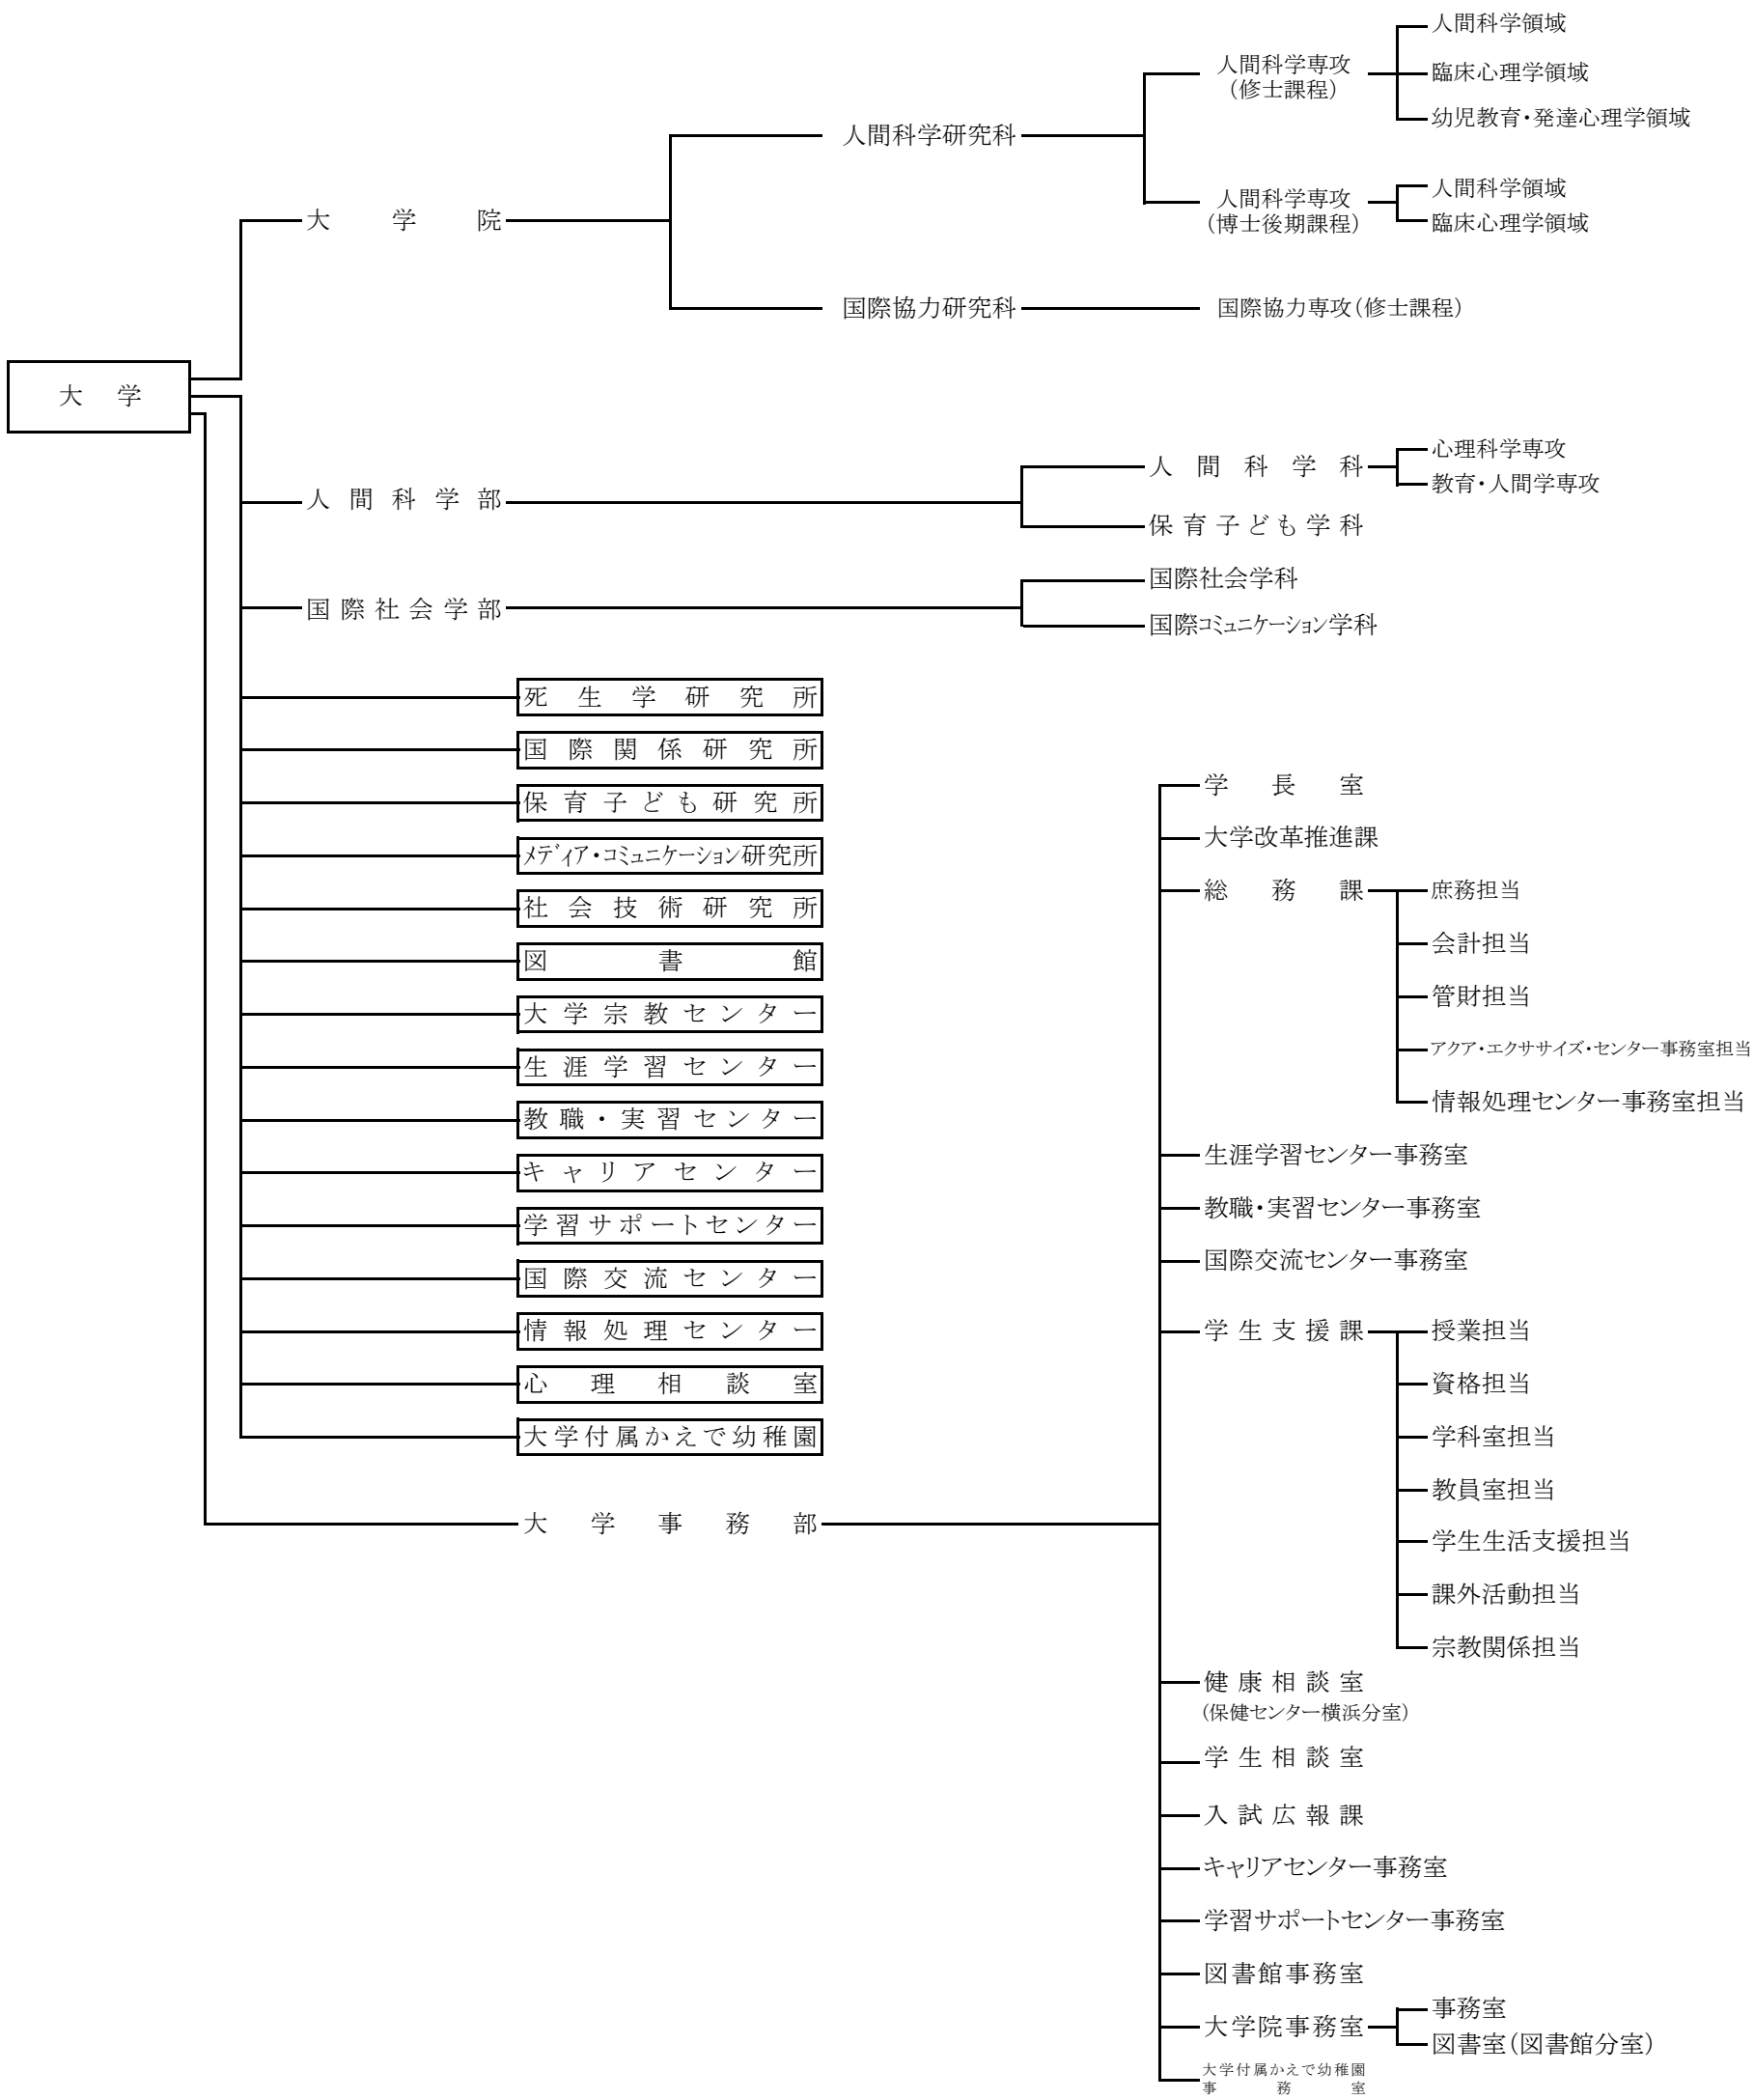 人間科学領域
人間科学専攻
(修士課程)
臨床心理学領域
幼児教育・発達心理学領域
人間科学研究科
人間科学専攻
(博士後期課程)
人間科学領域
臨床心理学領域
大学院
国際協力研究科
国際協力専攻(修士課程)
大学
人間科学部
人間科学科
心理科学専攻
教育・人間学専攻
保育子ども学科
国際社会学部
国際社会学科
国際コミュニケーション学科
死生学研究所
国際関係研究所
保育子ども研究所
メディア・コミュニケーション研究所
社会技術研究所
図書館
大学宗教センター
生涯学習センター
教職・実習センター
キャリアセンター
学習サポートセンター
国際交流センター
情報処理センター
心理相談室
大学付属かえで幼稚園
大学事務部
学長室
大学改革推進課
総務課
庶務担当
会計担当
管財担当
アクア・エクササイズ・センター事務室担当
情報処理センター事務室担当
生涯学習センター事務室
教職・実習センター事務室
国際交流センター事務室
学生支援課
授業担当
資格担当
学科室担当
教員室担当
学生生活支援担当
課外活動担当
宗教関係担当
健康相談室
(保健センター横浜分室)
学生相談室
入試広報課
キャリアセンター事務室
学習サポートセンター事務室
図書館事務室
大学院事務室
事務室
図書室(図書館分室)
大学付属かえで幼稚園
事務室